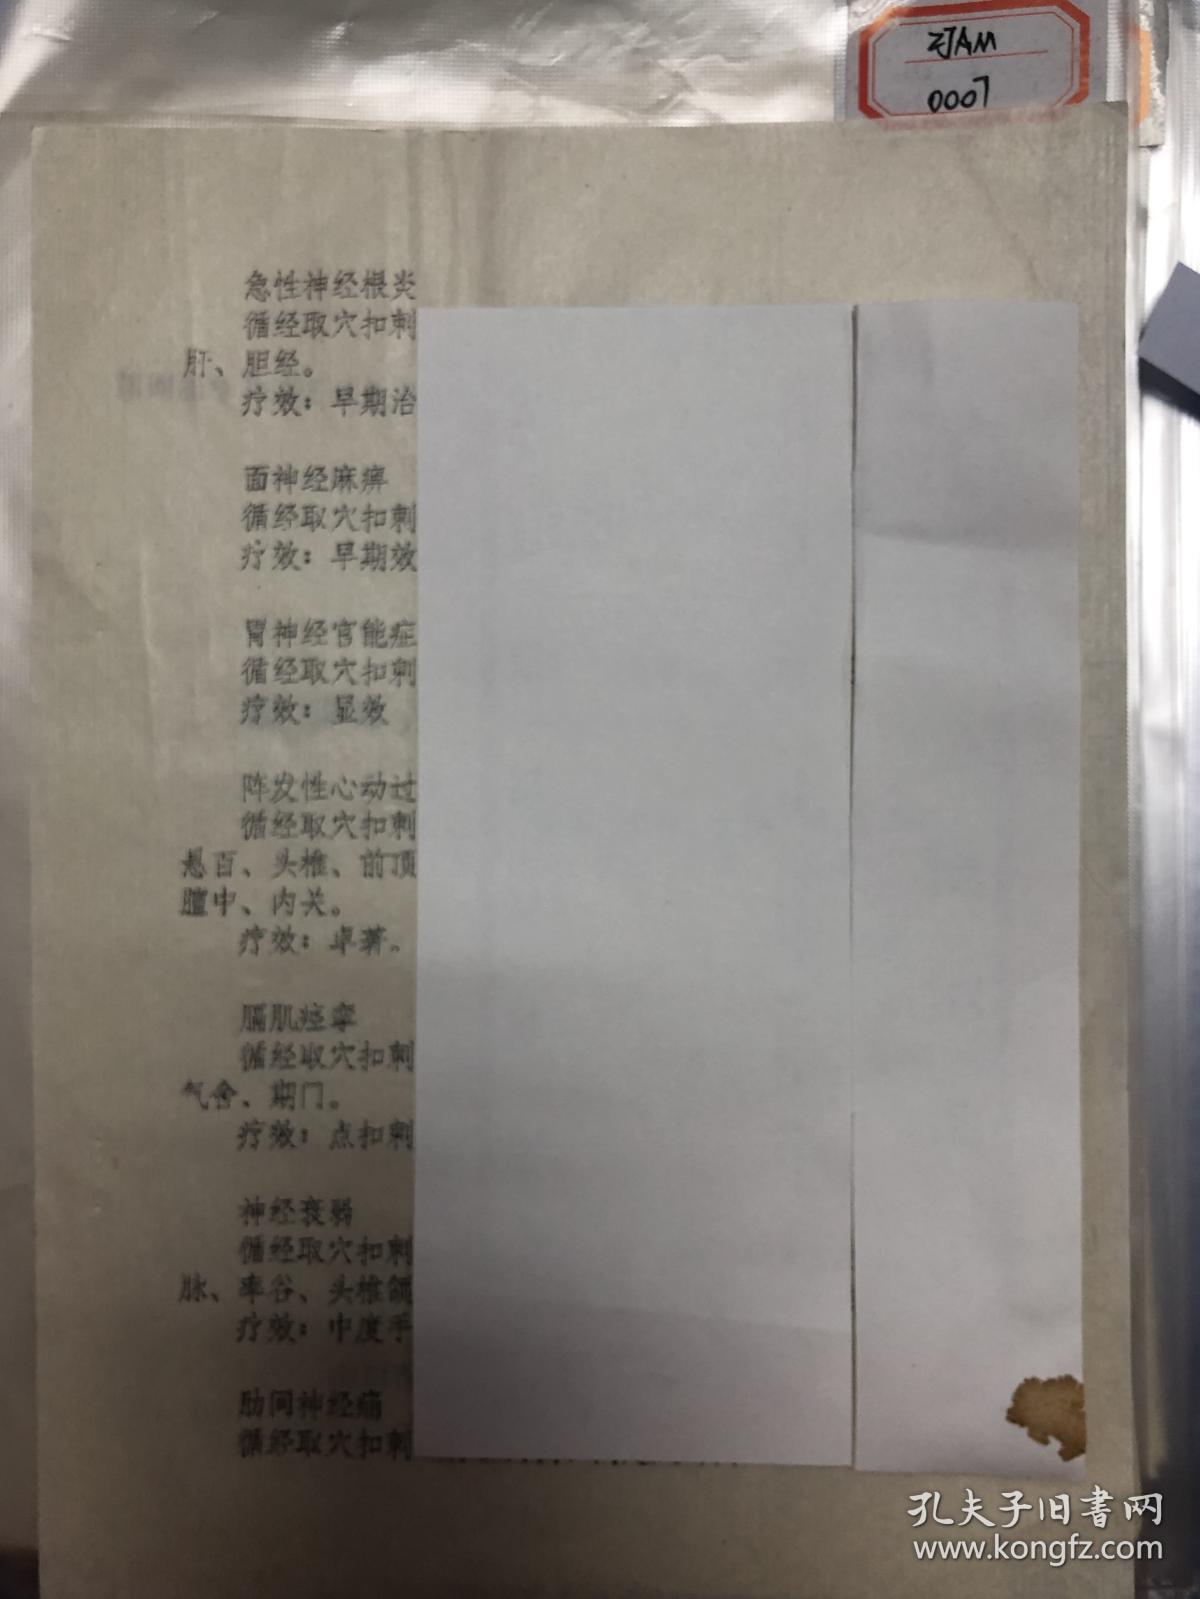 ZJAM
0007
急性神经根炎
循经取穴扣刺
肝、胆经。
疗效：早期治
面神经麻痹
循经取穴扣刺
疗效：早期效
胃神经官能症
循经取穴扣刺
疗效：显效
阵发性心动过
循经取穴扣刺
百、头椎、前顶
膻中、内关。
疗效：卓著。
膈肌痉挛
循经取穴扣刺
气舍、期门。
疗效：点扣刺
神经衰弱
循经取穴扣刺
脉、率谷、头椎颌
疗效：中度手
肋间神经痛
循经取穴扣刺
孔夫子旧书网
www.kongfz.com